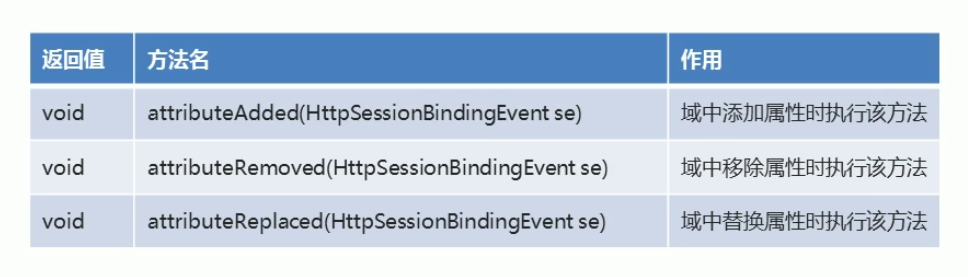 返回值 方法名 作用
void attributeAdded(HttpSessionBindingEvent se) 域中添加属性时执行该方法
void attributeRemoved(HttpSessionBindingEvent se) 域中移除属性时执行该方法
void attributeReplaced(HttpSessionBindingEvent se) 域中替换属性时执行该方法